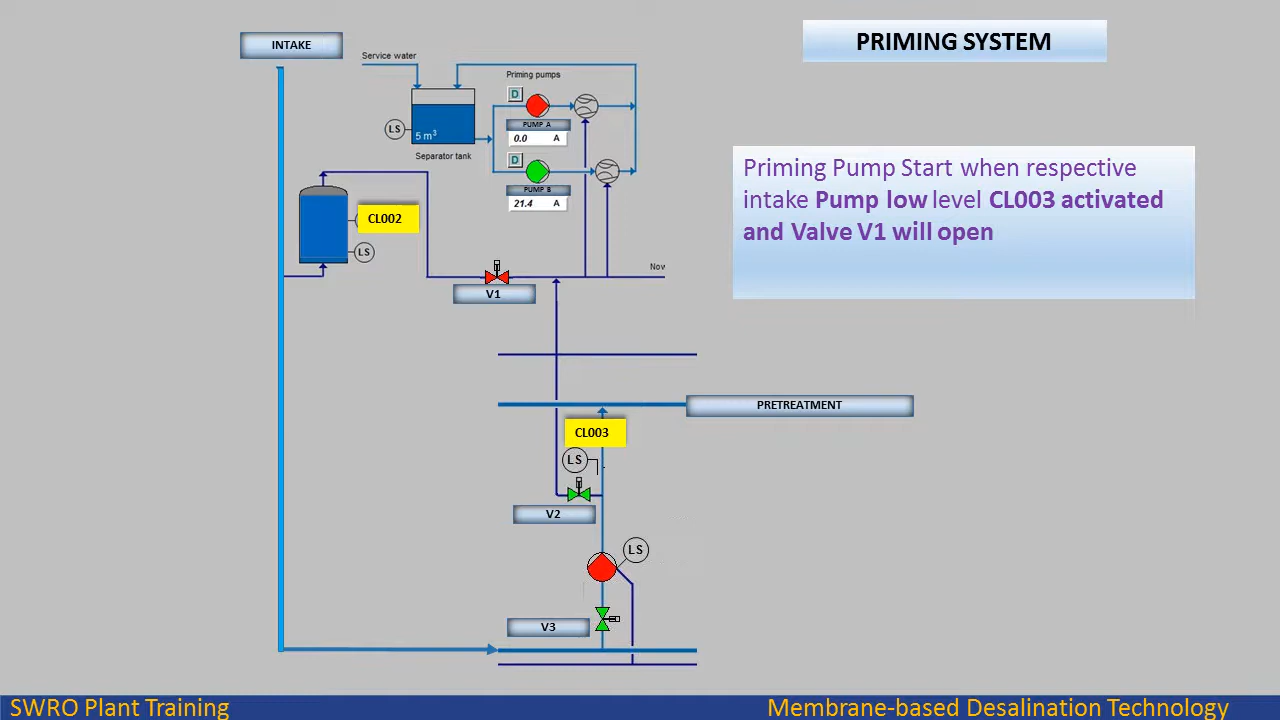 INTAKE
PRIMING SYSTEM
Service water
Priming pumps
D
PUMP A
0.0 A
LS
5 m³
Separator tank
D
PUMP B
21.4 A
Priming Pump Start when respective
intake Pump low level CL003 activated
and Valve V1 will open
CL002
LS
Nov
V1
PRETREATMENT
CL003
LS
V2
LS
V3
SWRO Plant Training
Membrane-based Desalination Technology